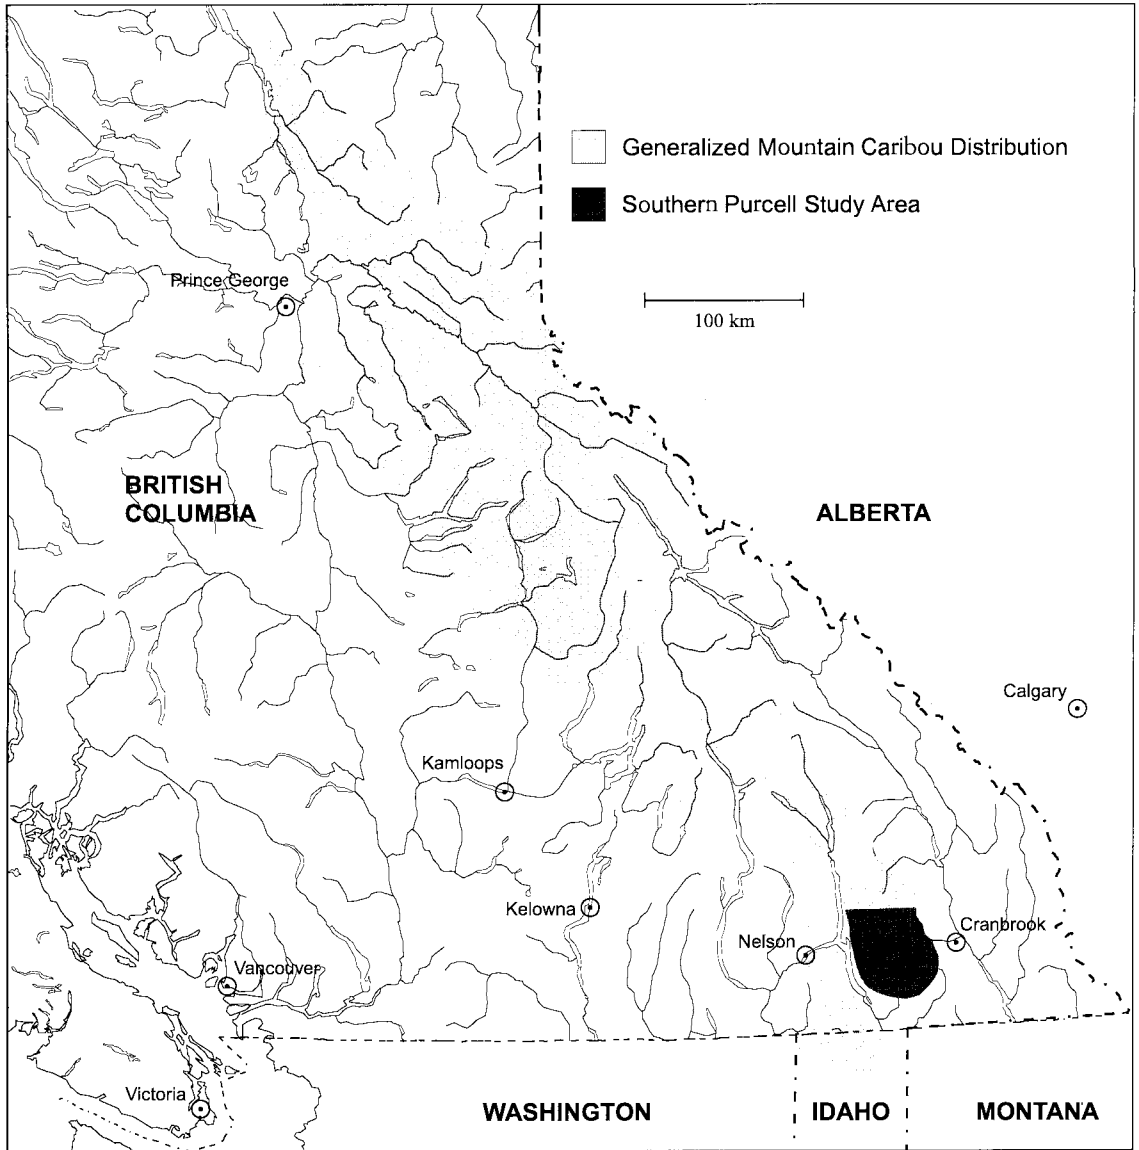 Generalized Mountain Caribou Distribution
Southern Purcell Study Area
Prince George
100 km
BRITISH
COLUMBIA
ALBERTA
Calgary
Kamloops
Kelowna
Nelson
Cranbrook
Vancouver
Victoria
WASHINGTON
IDAHO
MONTANA